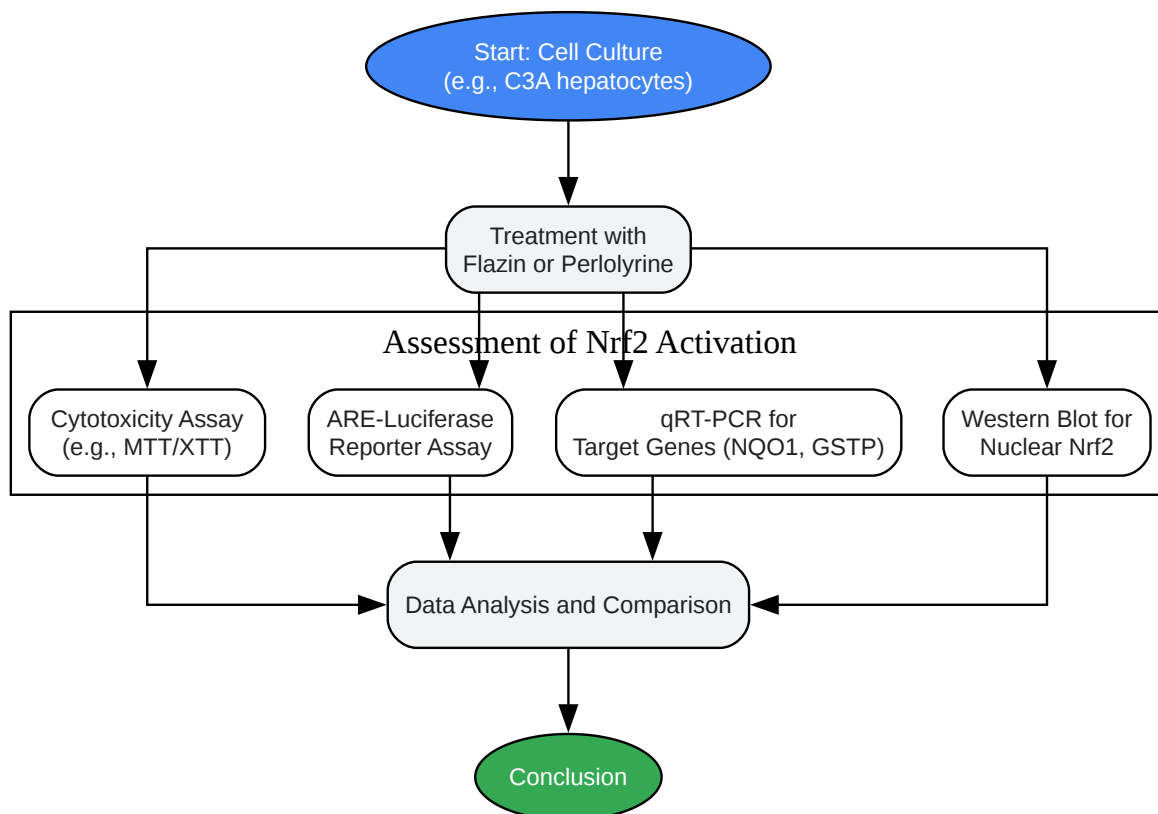 Start: Cell Culture
(e.g., C3A hepatocytes)
Treatment with
Flazin or Perlolyrine
Assessment of Nrf2 Activation
Cytotoxicity Assay
(e.g., MTT/XTT)
ARE-Luciferase
Reporter Assay
qRT-PCR for
Target Genes (NQO1, GSTP)
Western Blot for
Nuclear Nrf2
Data Analysis and Comparison
Conclusion